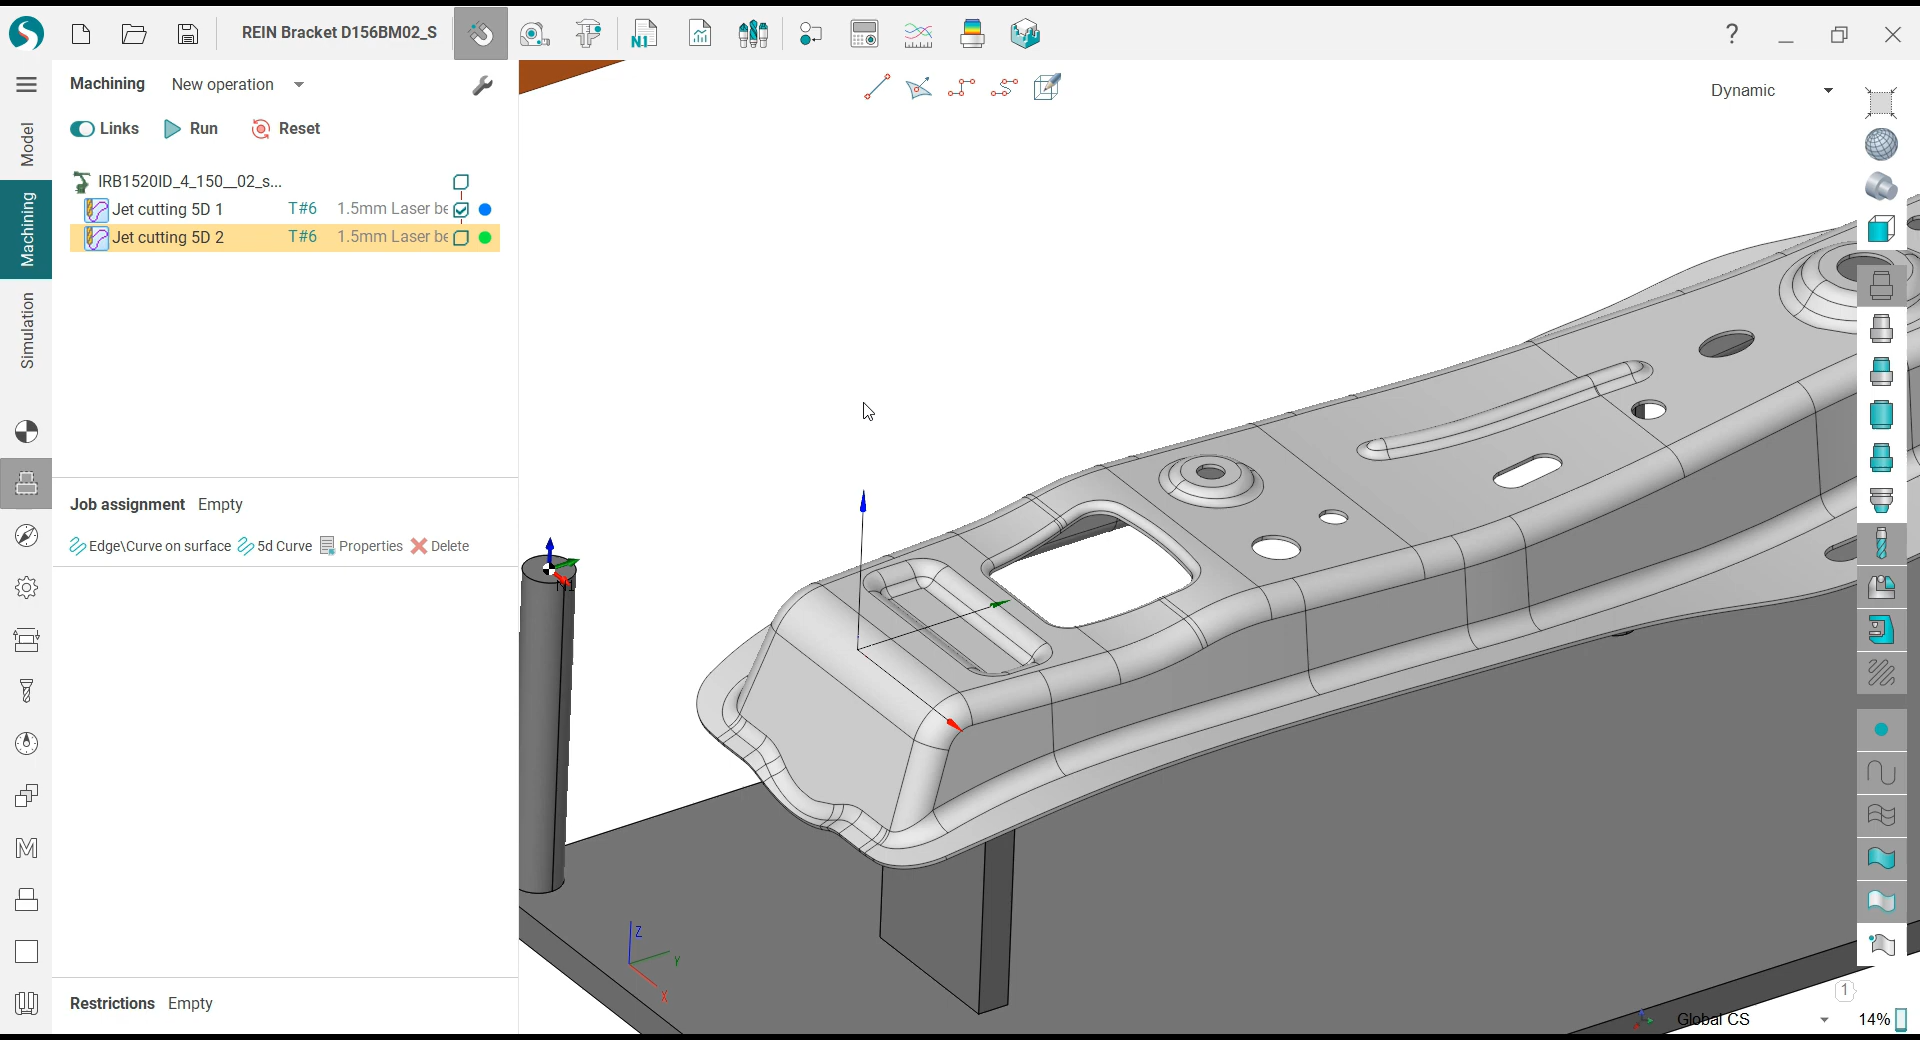 REIN Bracket D156BM02_S
N1
?
Machining New operation
Dynamic
Links Run Reset
Model
Machining
Simulation
IRB1520ID_4_150__02_s...
Jet cutting 5D 1 T#6 1.5mm Laser be
Jet cutting 5D 2 T#6 1.5mm Laser be
Job assignment Empty
Edge\Curve on surface 5d Curve Properties Delete
Z
Y
X
M
1
Restrictions Empty
Global CS 14%